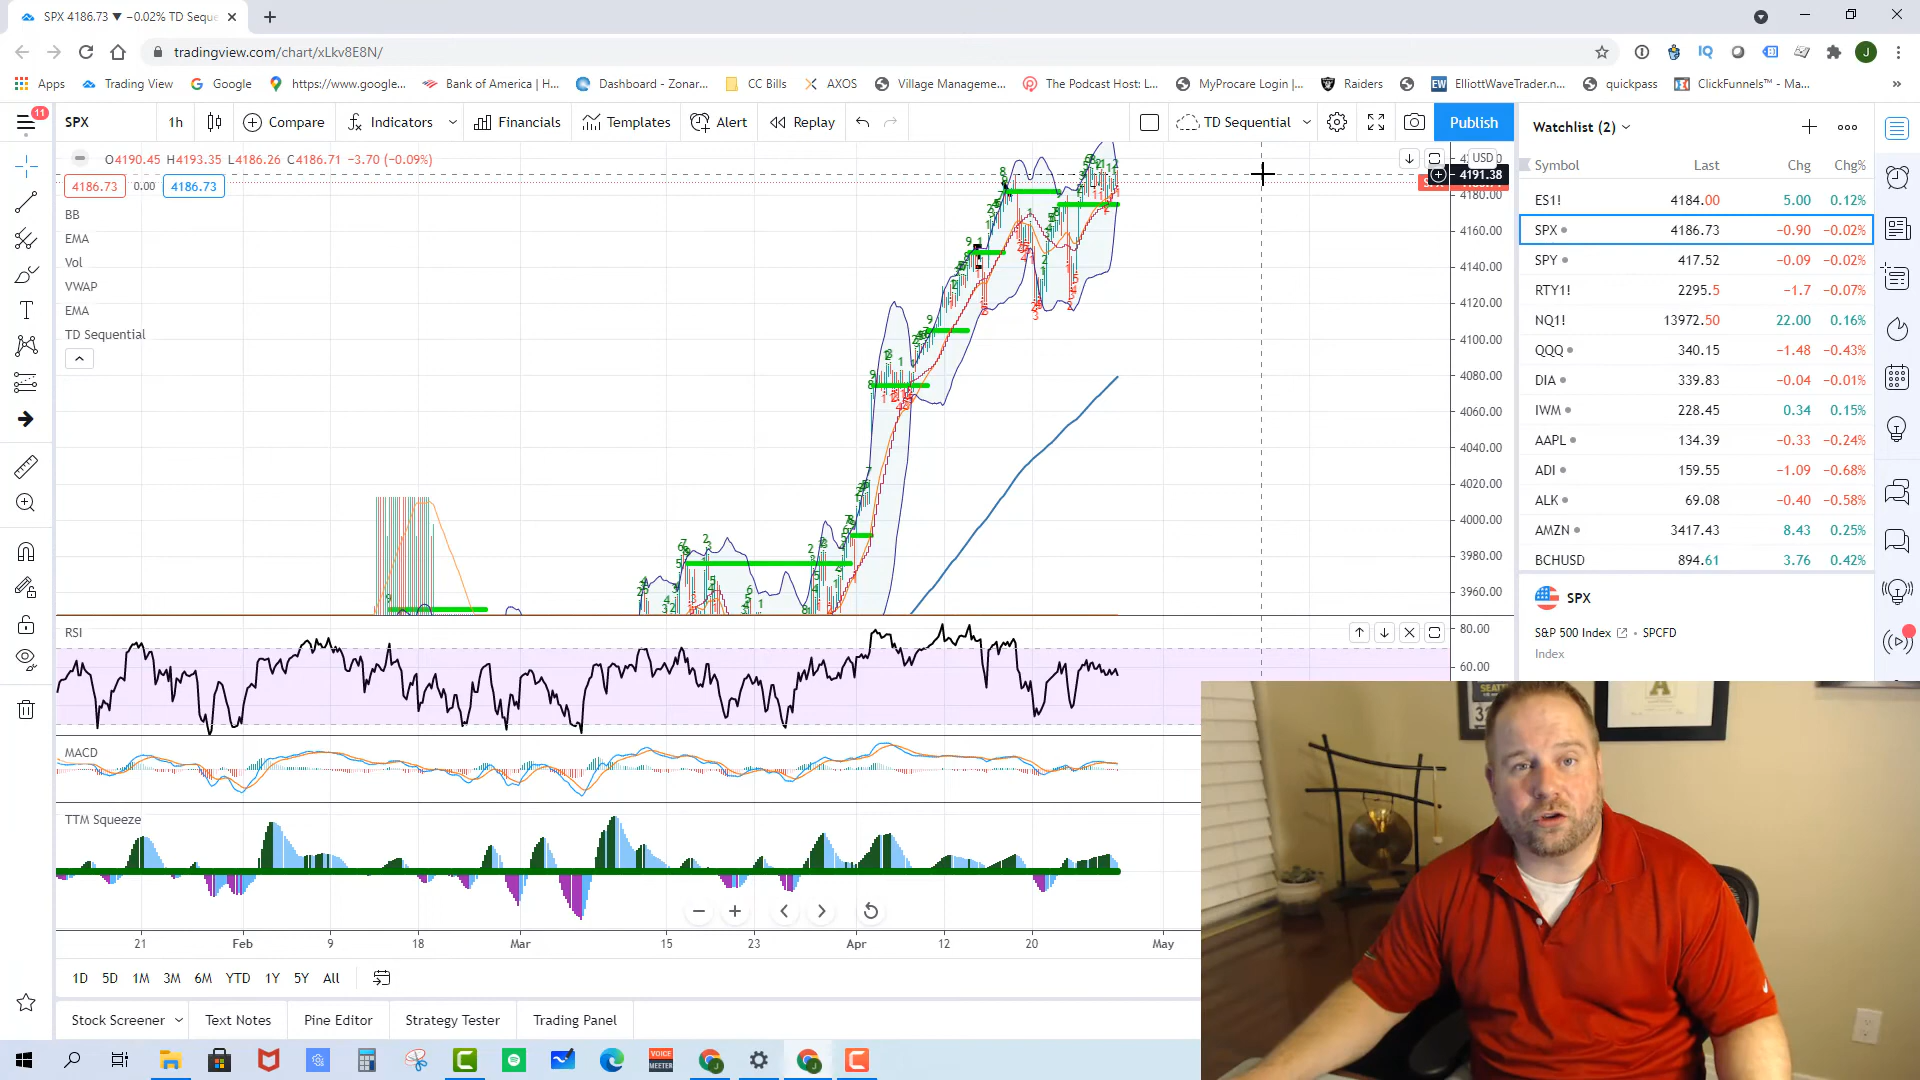 SPX 4186.73 ▼ −0.02% TD Seque
tradingview.com/chart/xLkv8E8N/
Apps Trading View Google https://www.google... Bank of America | H... Dashboard - Zonar... CC Bills AXOS Village Manageme... The Podcast Host: L... MyProcare Login |... Raiders ElliottWaveTrader.n... quickpass ClickFunnels™ - Ma... »
11 SPX 1h Compare Indicators Financials Templates Alert Replay TD Sequential Publish
O4190.45 H4193.35 L4186.26 C4186.71 −3.70 (−0.09%)
4186.73 0.00 4186.73
BB
EMA
Vol
VWAP
EMA
TD Sequential
USD
4191.38
4180.00
4160.00
4140.00
4120.00
4100.00
4080.00
4060.00
4040.00
4020.00
4000.00
3980.00
3960.00
RSI
80.00
60.00
MACD
TTM Squeeze
21 Feb 9 18 Mar 15 23 Apr 12 20 May
1D 5D 1M 3M 6M YTD 1Y 5Y All
Stock Screener Text Notes Pine Editor Strategy Tester Trading Panel
Watchlist (2)
Symbol Last Chg Chg%
ES1! 4184.00 5.00 0.12%
SPX 4186.73 −0.90 −0.02%
SPY 417.52 −0.09 −0.02%
RTY1! 2295.5 −1.7 −0.07%
NQ1! 13972.50 22.00 0.16%
QQQ 340.15 −1.48 −0.43%
DIA 339.83 −0.04 −0.01%
IWM 228.45 0.34 0.15%
AAPL 134.39 −0.33 −0.24%
ADI 159.55 −1.09 −0.68%
ALK 69.08 −0.40 −0.58%
AMZN 3417.43 8.43 0.25%
BCHUSD 894.61 3.76 0.42%
SPX
S&P 500 Index • SPCFD
Index
VOICE
MEETER